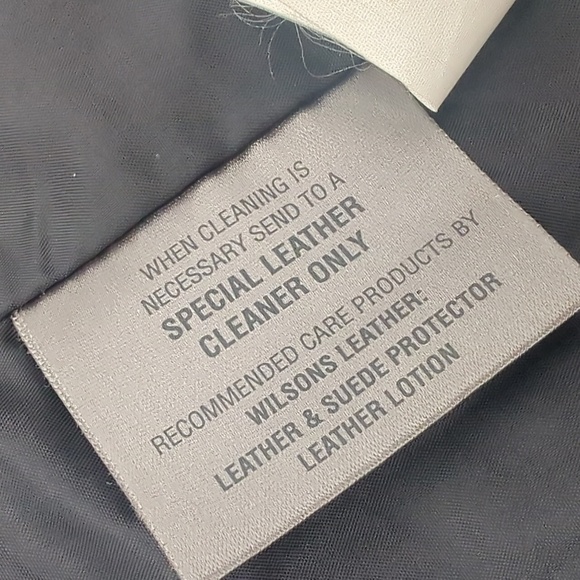 WHEN CLEANING IS
NECESSARY SEND TO A
SPECIAL LEATHER
CLEANER ONLY
RECOMMENDED CARE PRODUCTS BY
WILSONS LEATHER:
LEATHER & SUEDE PROTECTOR
LEATHER LOTION